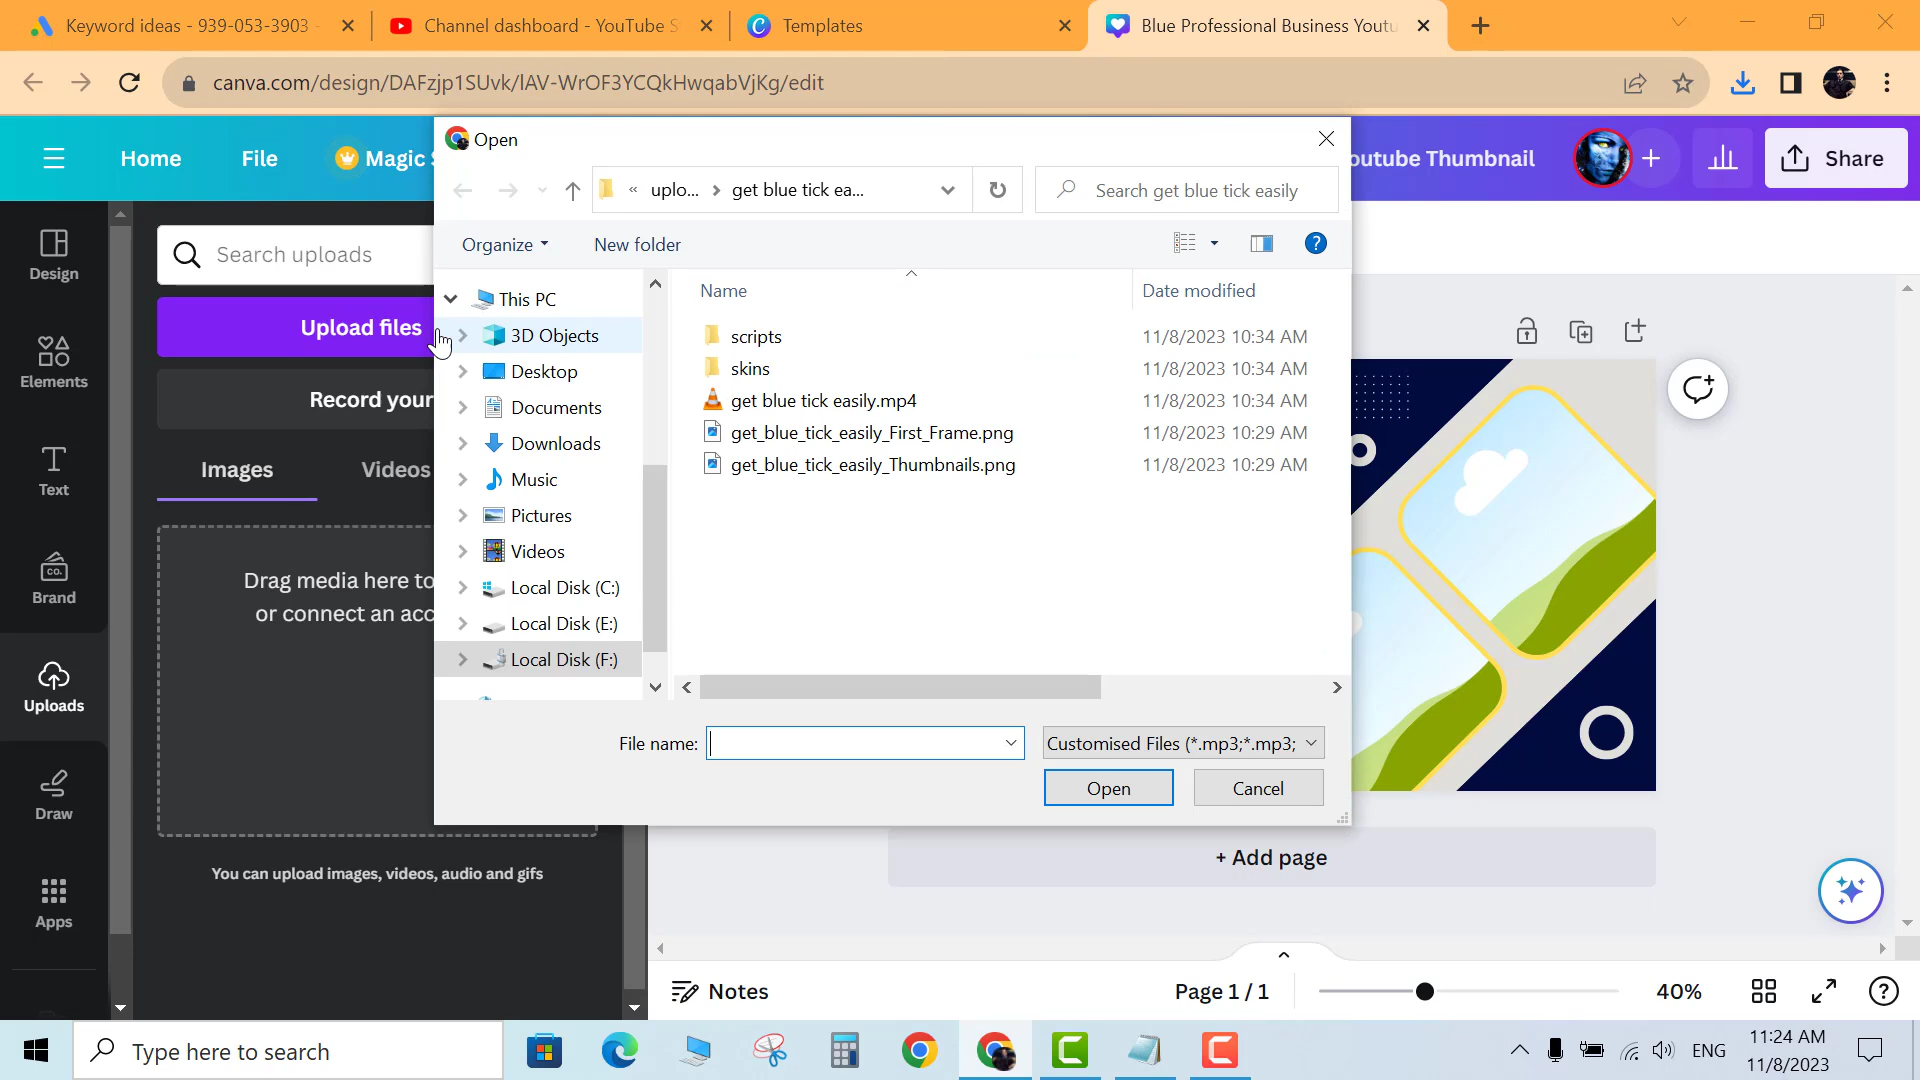 Keyword ideas - 939-053-3903 -
Channel dashboard - YouTube S
Templates
Blue Professional Business Youtu
canva.com/design/DAFzjp1SUvk/lAV-WrOF3YCQkHwqabVjKg/edit
Home
File
Magic S
outube Thumbnail
Share
Open
« uplo... > get blue tick ea...
Search get blue tick easily
Organize
New folder
Design
Elements
Text
Brand
CO.
Uploads
Draw
Apps
Search uploads
Upload files
Record your
Images
Videos
Drag media here to
or connect an acc
You can upload images, videos, audio and gifs
This PC
3D Objects
Desktop
Documents
Downloads
Music
Pictures
Videos
Local Disk (C:)
Local Disk (E:)
Local Disk (F:)
Name
Date modified
scripts
11/8/2023 10:34 AM
skins
11/8/2023 10:34 AM
get blue tick easily.mp4
11/8/2023 10:34 AM
get_blue_tick_easily_First_Frame.png
11/8/2023 10:29 AM
get_blue_tick_easily_Thumbnails.png
11/8/2023 10:29 AM
File name:
Customised Files (*.mp3;*.mp3;
Open
Cancel
+ Add page
Notes
Page 1 / 1
40%
Type here to search
ENG
11:24 AM
11/8/2023